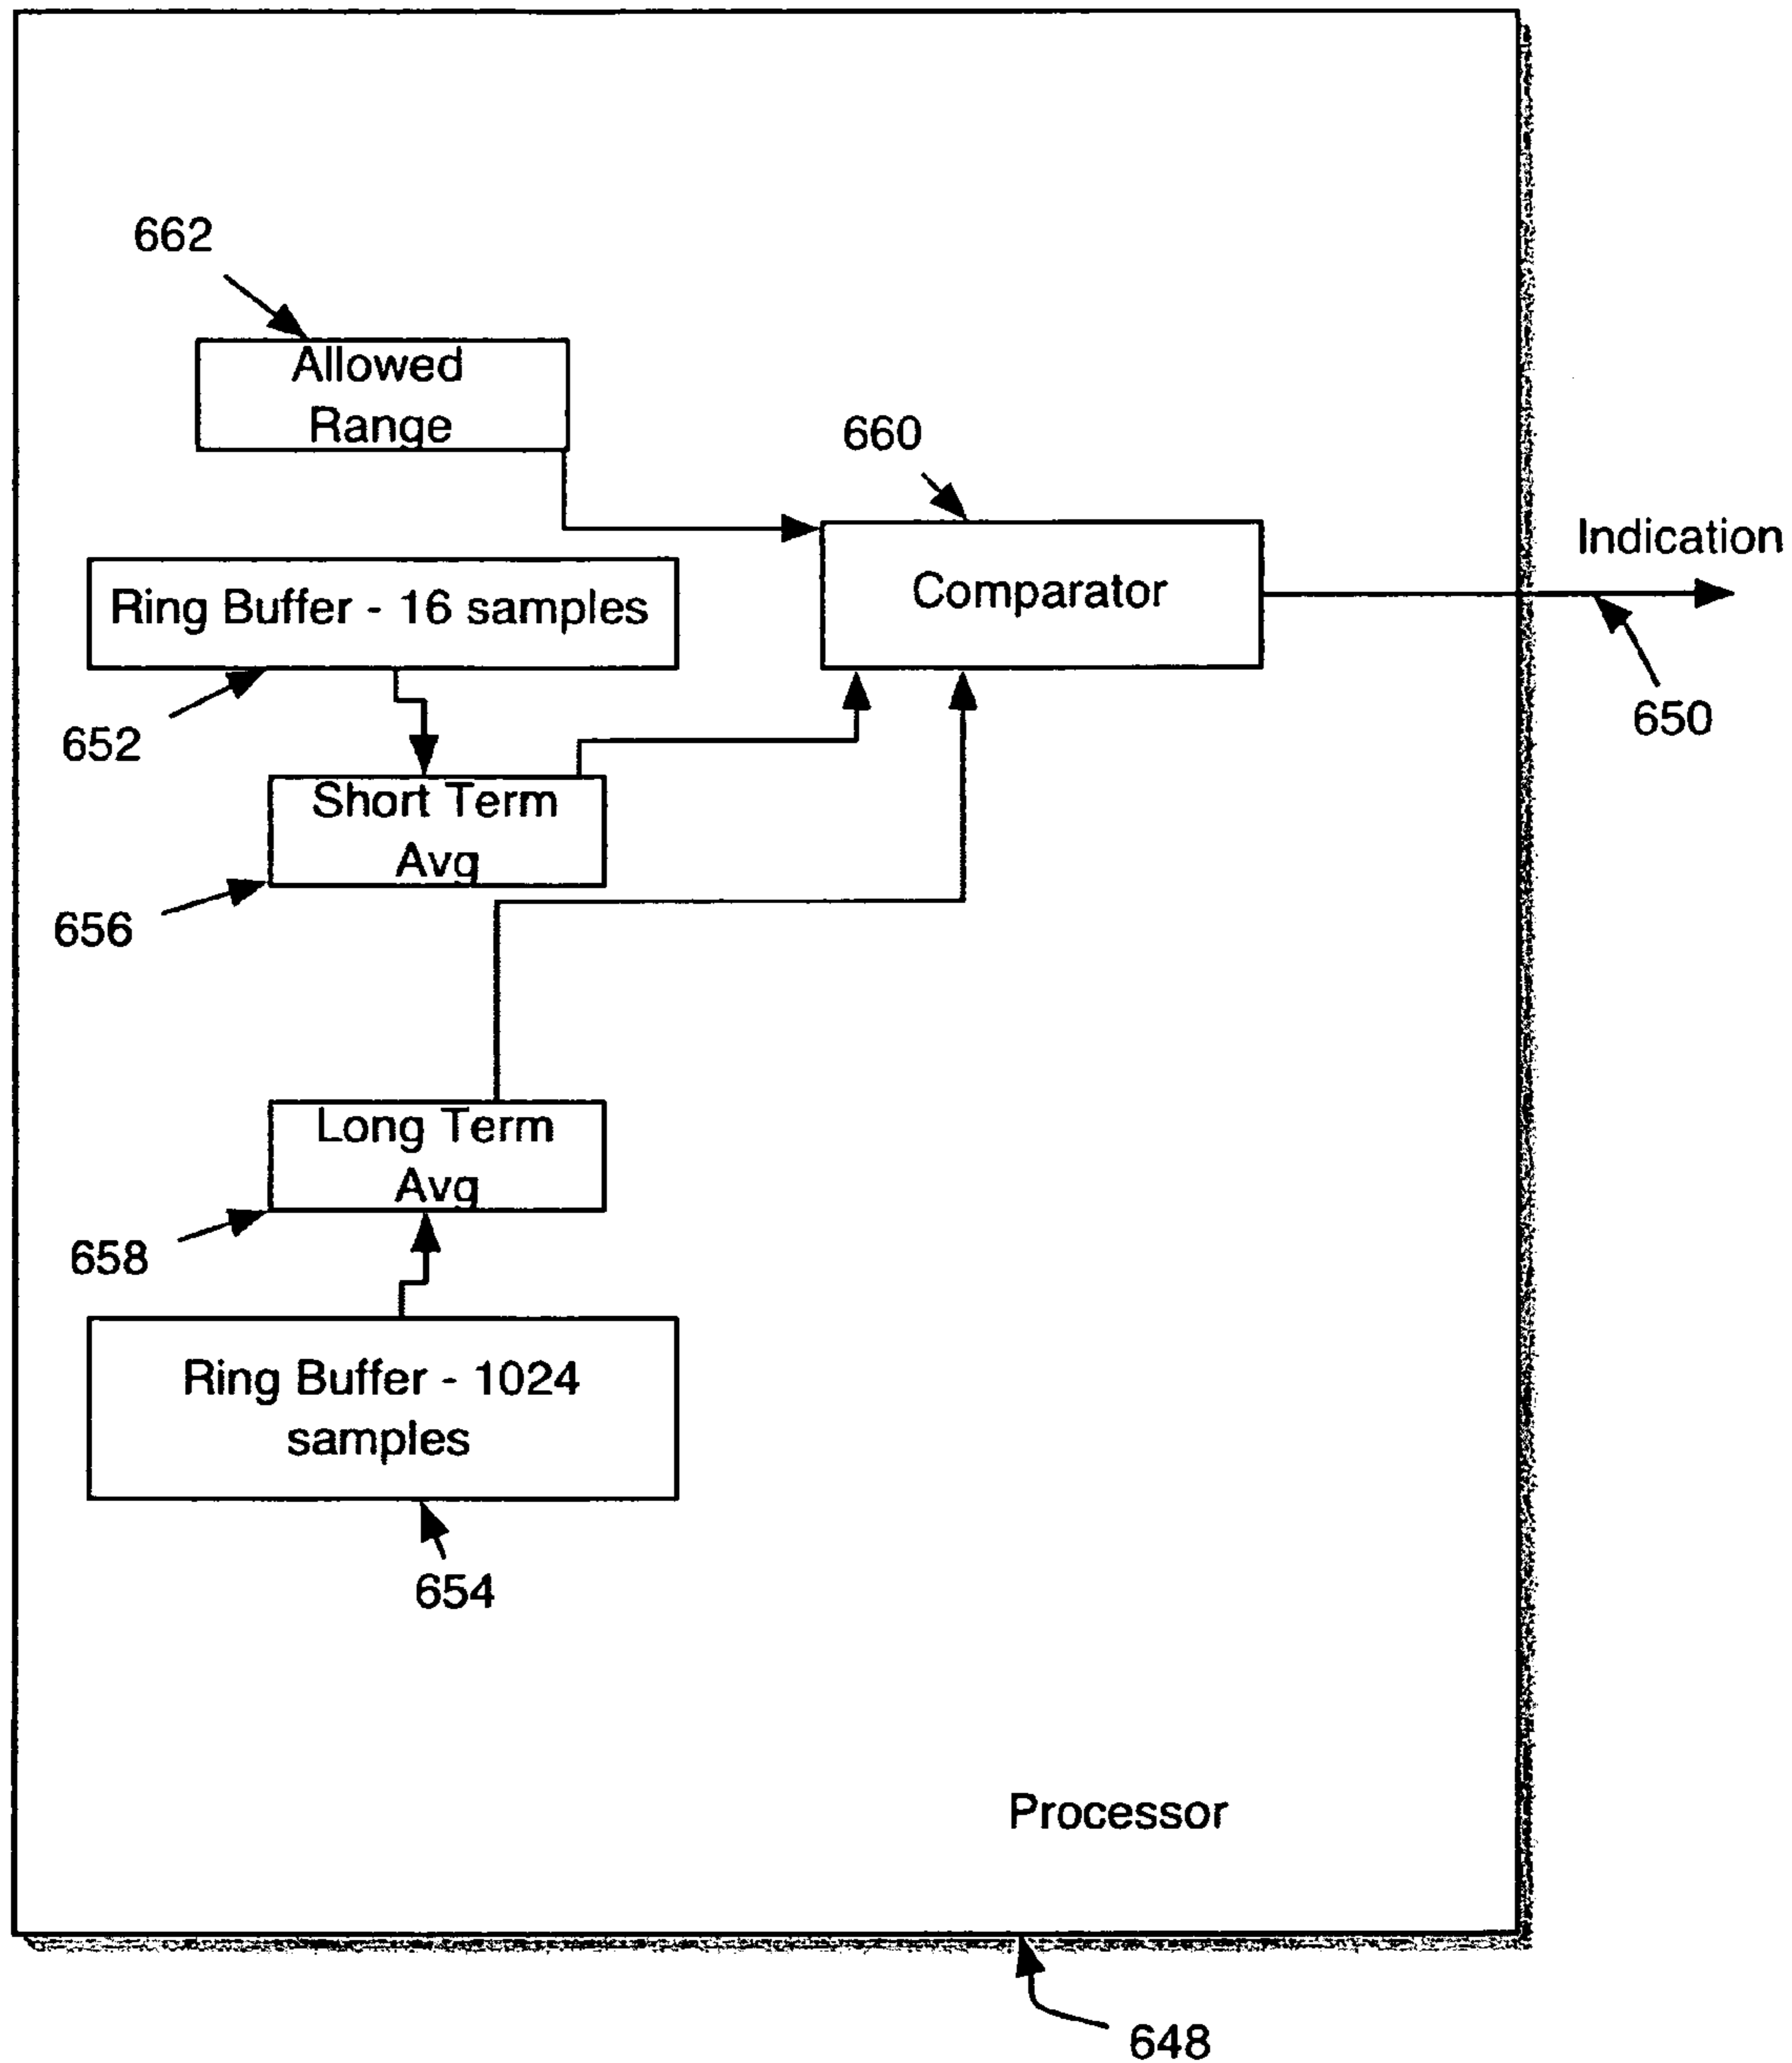 662
Allowed
Range
660
Comparator
Indication
650
Ring Buffer - 16 samples
652
Short Term
Avg
656
Long Term
Avg
658
Ring Buffer - 1024
samples
654
Processor
648